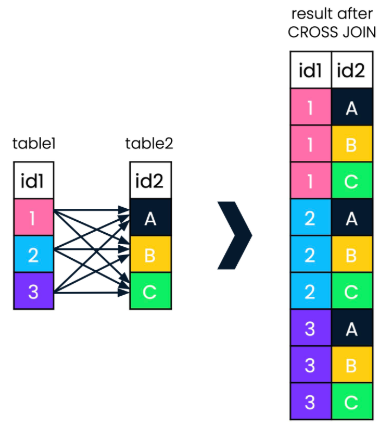 result after
CROSS JOIN
id1 id2
1 A
1 B
1 C
2 A
2 B
2 C
3 A
3 B
3 C
table1
id1
1
2
3
table2
id2
A
B
C